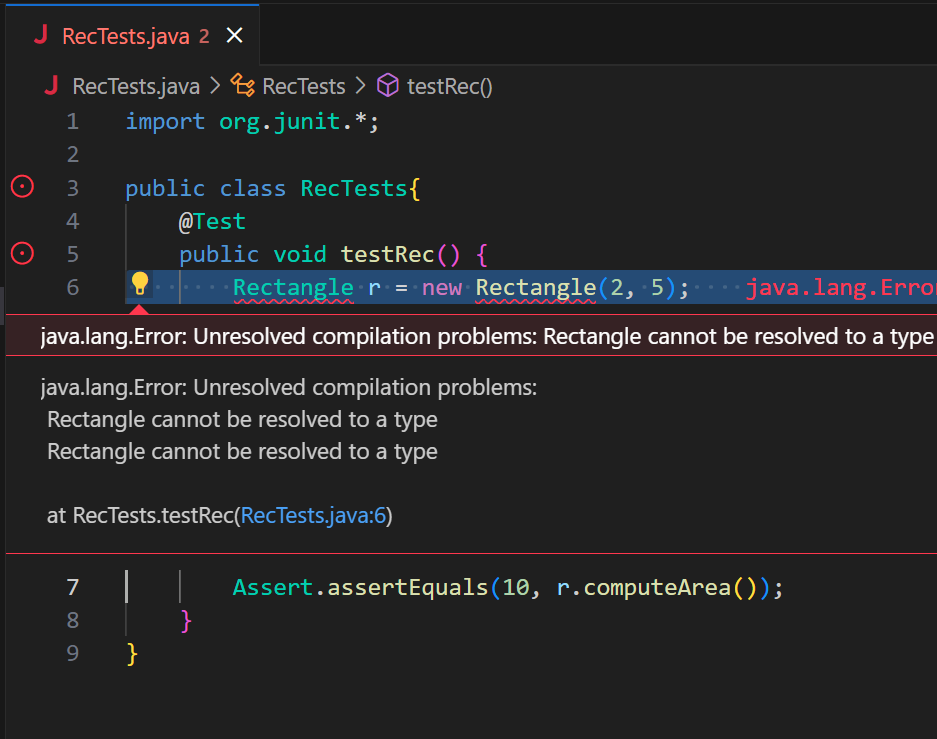 RecTests.java 2
RecTests.java > RecTests > testRec()
1 import org.junit.*;
2
3 public class RecTests{
4 @Test
5 public void testRec() {
6 Rectangle r = new Rectangle(2, 5); java.lang.Erro
java.lang.Error: Unresolved compilation problems: Rectangle cannot be resolved to a type
java.lang.Error: Unresolved compilation problems:
Rectangle cannot be resolved to a type
Rectangle cannot be resolved to a type
at RecTests.testRec(RecTests.java:6)
7 Assert.assertEquals(10, r.computeArea());
8 }
9 }